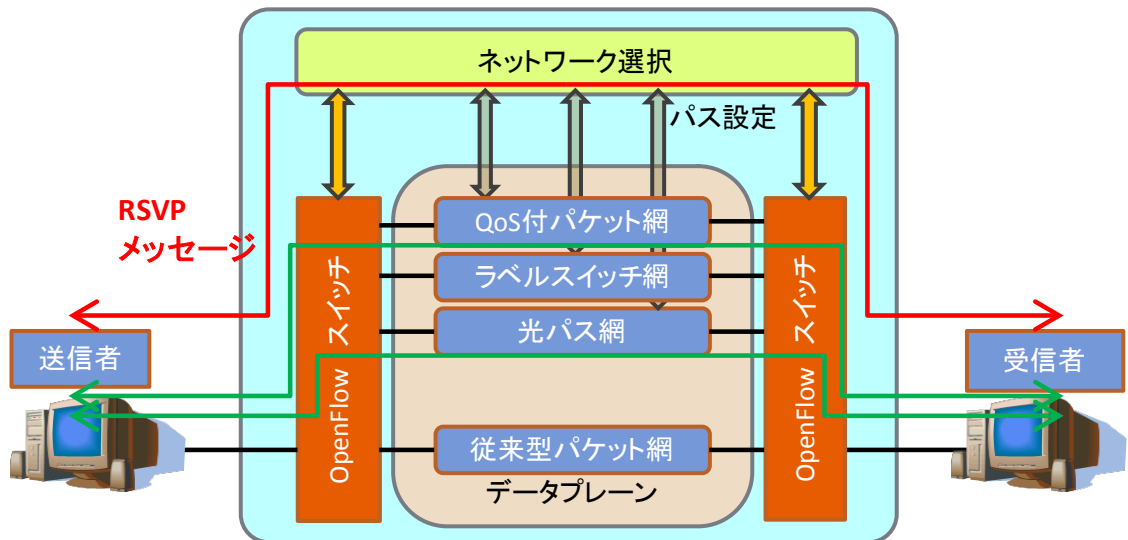 ネットワーク選択
パス設定
RSVP
メッセージ
QoS付パケット網
ラベルスイッチ網
光パス網
従来型パケット網
データプレーン
OpenFlow スイッチ
OpenFlow スイッチ
送信者
受信者